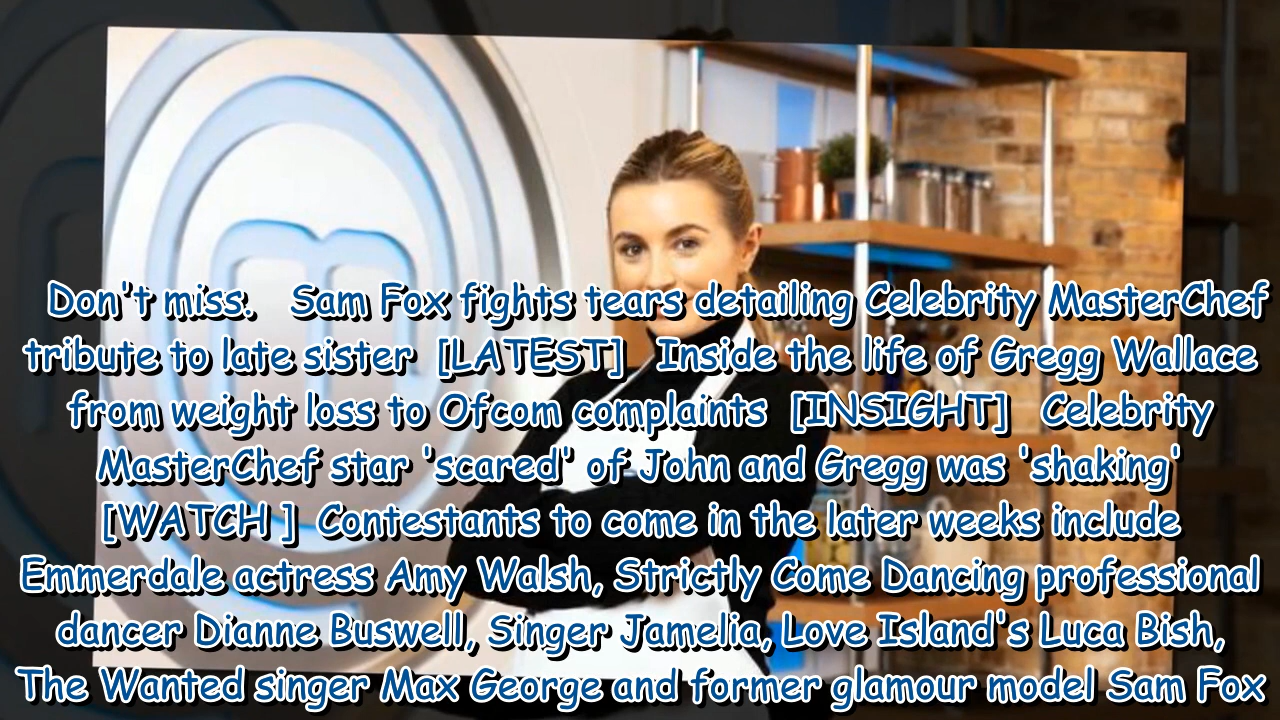 Don't miss. Sam Fox fights tears detailing Celebrity MasterChef
tribute to late sister [LATEST] Inside the life of Gregg Wallace
from weight loss to Ofcom complaints [INSIGHT] Celebrity
MasterChef star 'scared' of John and Gregg was 'shaking'
[WATCH ] Contestants to come in the later weeks include
Emmerdale actress Amy Walsh, Strictly Come Dancing professional
dancer Dianne Buswell, Singer Jamelia, Love Island's Luca Bish,
The Wanted singer Max George and former glamour model Sam Fox